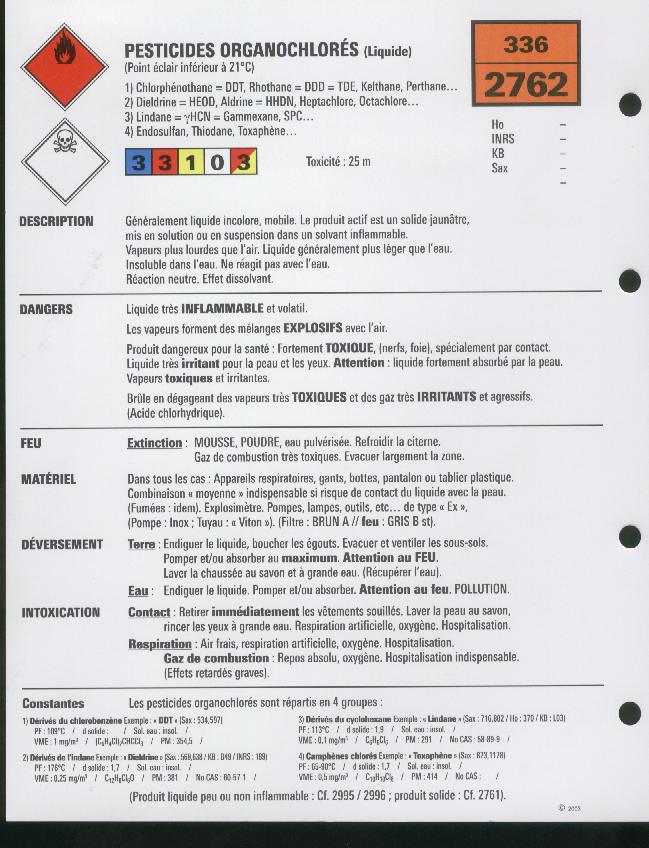 PESTICIDES ORGANOCHLORÉS (Liquide)
(Point éclair inférieur à 21°C)
336
2762
1) Chlorphénothane = DDT, Rhothane = DDD = TDE, Kelthane, Perthane...
2) Dieldrine = HEOD, Aldrine = HHDN, Heptachlore, Octachlore...
3) Lindane = γHCN = Gammexane, SPC...
4) Endosulfan, Thiodane, Toxaphène...
Ho –
INRS –
KB –
Sax –
–
3 3 1 0 3
Toxicité : 25 m
DESCRIPTION
Généralement liquide incolore, mobile. Le produit actif est un solide jaunâtre,
mis en solution ou en suspension dans un solvant inflammable.
Vapeurs plus lourdes que l'air. Liquide généralement plus léger que l'eau.
Insoluble dans l'eau. Ne réagit pas avec l'eau.
Réaction neutre. Effet dissolvant.
DANGERS
Liquide très INFLAMMABLE et volatil.
Les vapeurs forment des mélanges EXPLOSIFS avec l'air.
Produit dangereux pour la santé : Fortement TOXIQUE, (nerfs, foie), spécialement par contact.
Liquide très irritant pour la peau et les yeux. Attention : liquide fortement absorbé par la peau.
Vapeurs toxiques et irritantes.
Brûle en dégageant des vapeurs très TOXIQUES et des gaz très IRRITANTS et agressifs.
(Acide chlorhydrique).
FEU
Extinction : MOUSSE, POUDRE, eau pulvérisée. Refroidir la citerne.
Gaz de combustion très toxiques. Evacuer largement la zone.
MATÉRIEL
Dans tous les cas : Appareils respiratoires, gants, bottes, pantalon ou tablier plastique.
Combinaison « moyenne » indispensable si risque de contact du liquide avec la peau.
(Fumées : idem). Explosimètre. Pompes, lampes, outils, etc... de type « Ex »,
(Pompe : Inox ; Tuyau : « Viton »). (Filtre : BRUN A // feu : GRIS B st).
DÉVERSEMENT
Terre : Endiguer le liquide, boucher les égouts. Evacuer et ventiler les sous-sols.
Pomper et/ou absorber au maximum. Attention au FEU.
Laver la chaussée au savon et à grande eau. (Récupérer l'eau).
Eau : Endiguer le liquide. Pomper et/ou absorber. Attention au feu. POLLUTION.
INTOXICATION
Contact : Retirer immédiatement les vêtements souillés. Laver la peau au savon,
rincer les yeux à grande eau. Respiration artificielle, oxygène. Hospitalisation.
Respiration : Air frais, respiration artificielle, oxygène. Hospitalisation.
Gaz de combustion : Repos absolu, oxygène. Hospitalisation indispensable.
(Effets retardés graves).
Constantes
Les pesticides organochlorés sont répartis en 4 groupes :
1) Dérivés du chlorobenzène Exemple : « DDT » (Sax : 534,597)
PF : 109°C / d solide : / Sol. eau : insol. /
VME : 1 mg/m³ / (C₆H₄Cl)₂CHCCl₃ / PM : 354,5 /
2) Dérivés de l'indane Exemple : « Dieldrine » (Sax : 569,638 / KB : D49 / INRS : 169)
PF : 176°C / d solide : 1,7 / Sol. eau : insol. /
VME : 0,25 mg/m³ / C₁₂H₈Cl₆O / PM : 381 / No CAS : 60-57-1 /
3) Dérivés du cyclohexane Exemple : « Lindane » (Sax : 716,802 / Ho : 370 / KB : L03)
PF : 113°C / d solide : 1,9 / Sol. eau : insol. /
VME : 0,1 mg/m³ / C₆H₆Cl₆ / PM : 291 / No CAS : 58-89-9 /
4) Camphènes chlorés Exemple : « Texaphène » (Sax : 873,1178)
PF : 65-90°C / d solide : 1,7 / Sol. eau : insol. /
VME : 0,5 mg/m³ / C₁₀H₁₀Cl₈ / PM : 414 / No CAS : /
(Produit liquide peu ou non inflammable : Cf. 2995 / 2996 ; produit solide : Cf. 2761).
© 2003